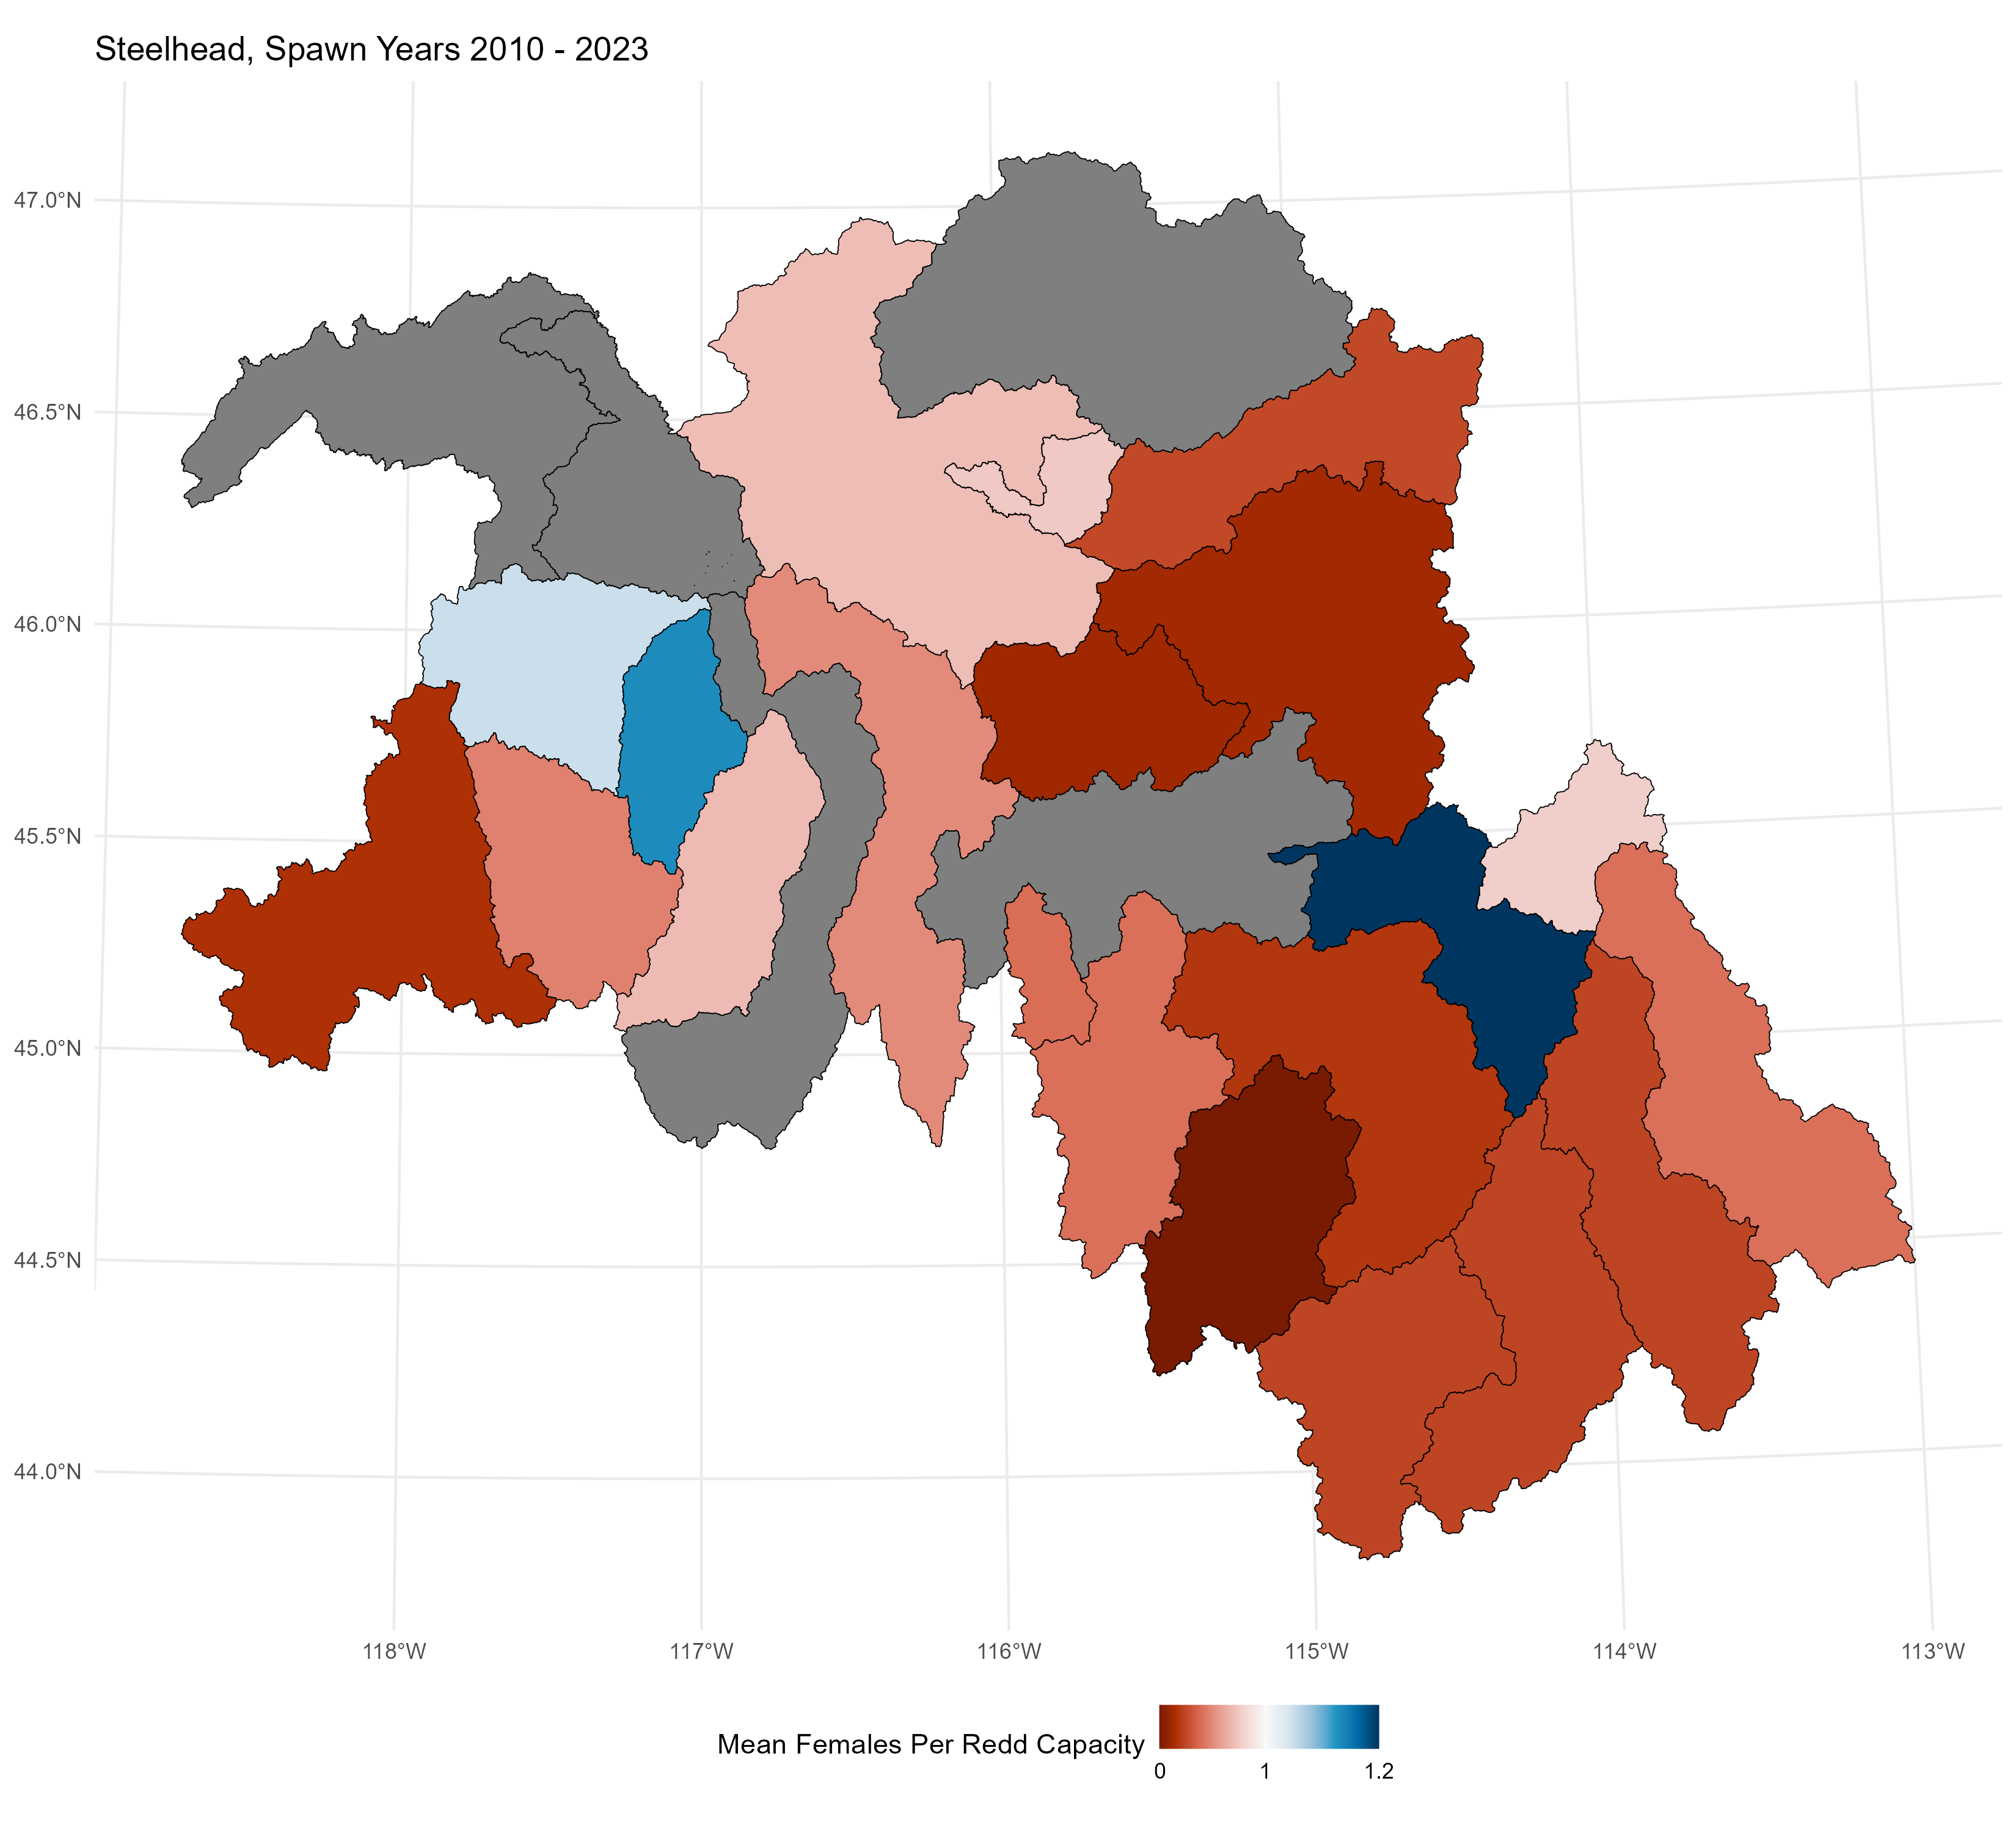 Steelhead, Spawn Years 2010 - 2023
47.0°N
46.5°N
46.0°N
45.5°N
45.0°N
44.5°N
44.0°N
118°W 117°W 116°W 115°W 114°W 113°W
Mean Females Per Redd Capacity
0 1 1.2